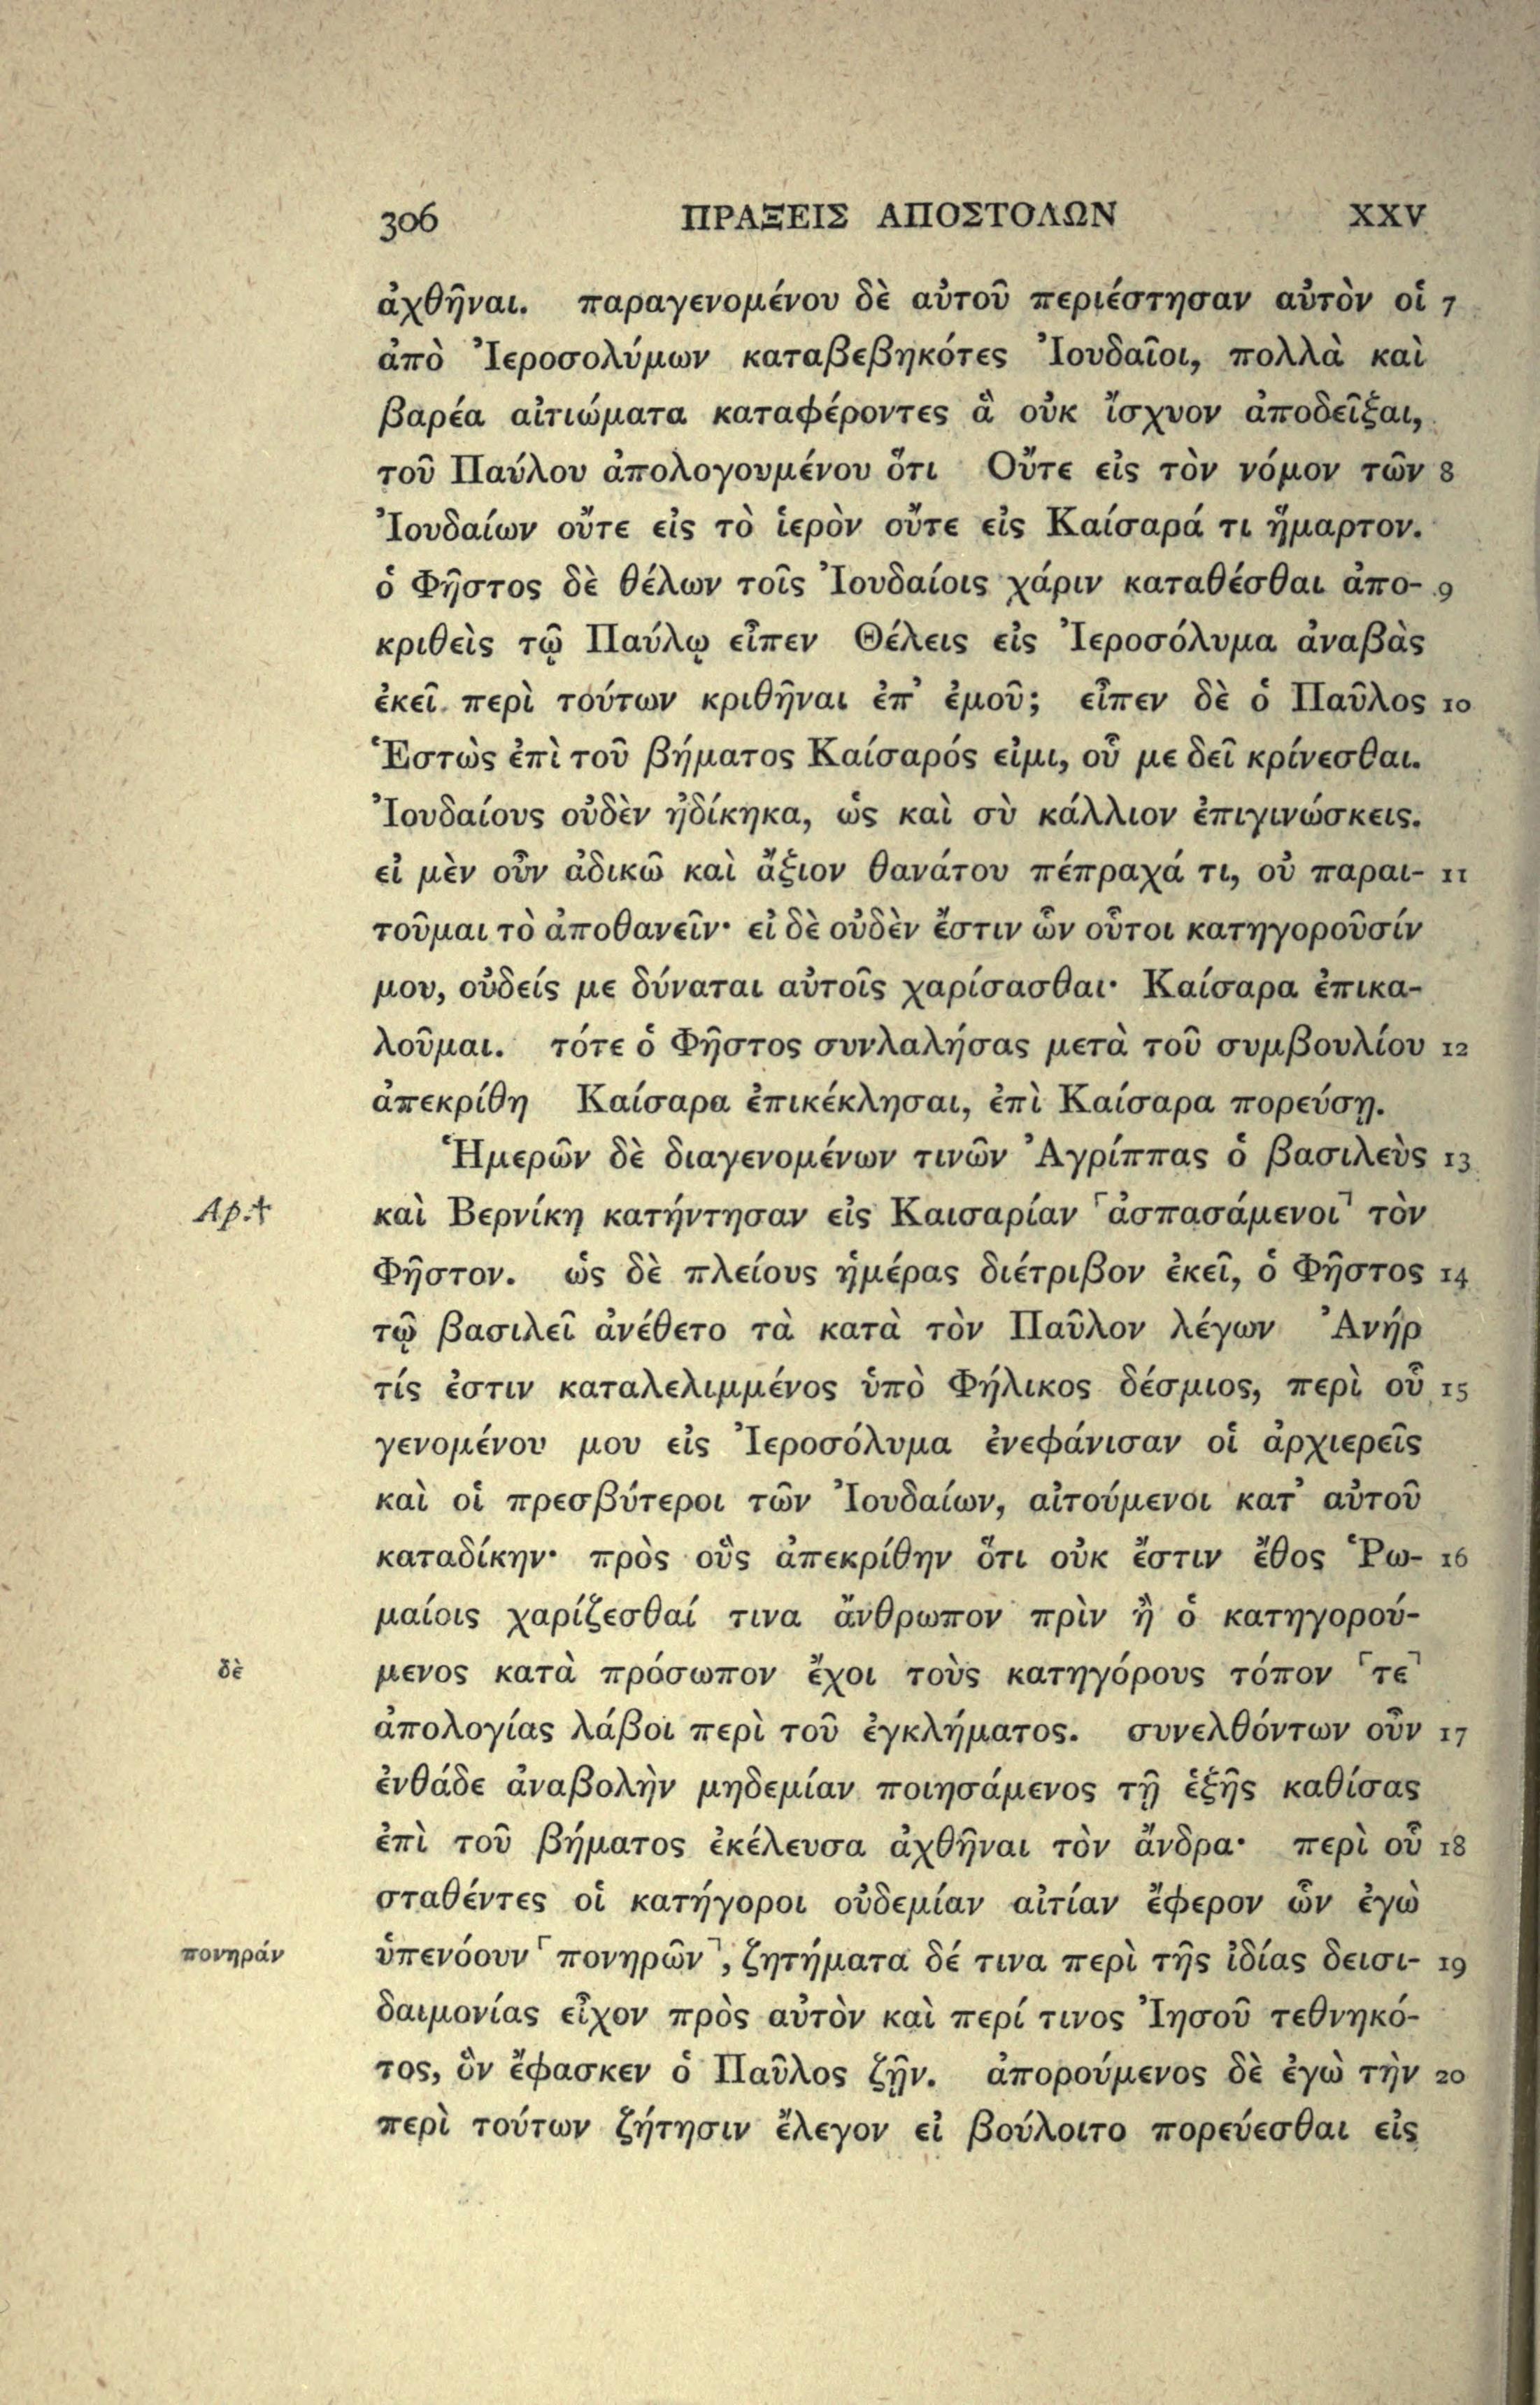 306 ΠΡΑΞΕΙΣ ΑΠΟΣΤΟΛΩΝ XXV
ἀχθῆναι. παραγενομένου δὲ αὐτοῦ περιέστησαν αὐτὸν οἱ 7
ἀπὸ Ἰεροσολύμων καταβεβηκότες Ἰουδαῖοι, πολλὰ καὶ
βαρέα αἰτιώματα καταφέροντες ἃ οὐκ ἴσχυον ἀποδεῖξαι,
τοῦ Παύλου ἀπολογουμένου ὅτι Οὔτε εἰς τὸν νόμον τῶν 8
Ἰουδαίων οὔτε εἰς τὸ ἱερὸν οὔτε εἰς Καίσαρά τι ἥμαρτον.
ὁ Φῆστος δὲ θέλων τοῖς Ἰουδαίοις χάριν καταθέσθαι ἀπο- 9
κριθεὶς τῷ Παύλῳ εἶπεν Θέλεις εἰς Ἰεροσόλυμα ἀναβὰς
ἐκεῖ περὶ τούτων κριθῆναι ἐπ᾿ ἐμοῦ; εἶπεν δὲ ὁ Παῦλος 10
Ἑστὼς ἐπὶ τοῦ βήματος Καίσαρός εἰμι, οὗ με δεῖ κρίνεσθαι.
Ἰουδαίους οὐδὲν ἠδίκηκα, ὡς καὶ σὺ κάλλιον ἐπιγινώσκεις.
εἰ μὲν οὖν ἀδικῶ καὶ ἄξιον θανάτου πέπραχά τι, οὐ παραι- 11
τοῦμαι τὸ ἀποθανεῖν· εἰ δὲ οὐδὲν ἔστιν ὧν οὗτοι κατηγοροῦσίν
μου, οὐδείς με δύναται αὐτοῖς χαρίσασθαι· Καίσαρα ἐπικα-
λοῦμαι. τότε ὁ Φῆστος συνλαλήσας μετὰ τοῦ συμβουλίου 12
ἀπεκρίθη Καίσαρα ἐπικέκλησαι, ἐπὶ Καίσαρα πορεύσῃ.
Ἡμερῶν δὲ διαγενομένων τινῶν Ἀγρίππας ὁ βασιλεὺς 13
Ap.† καὶ Βερνίκη κατήντησαν εἰς Καισαρίαν ⌜ἀσπασάμενοι⌝ τὸν
Φῆστον. ὡς δὲ πλείους ἡμέρας διέτριβον ἐκεῖ, ὁ Φῆστος 14
τῷ βασιλεῖ ἀνέθετο τὰ κατὰ τὸν Παῦλον λέγων Ἀνήρ
τίς ἐστιν καταλελιμμένος ὑπὸ Φήλικος δέσμιος, περὶ οὗ 15
γενομένου μου εἰς Ἰεροσόλυμα ἐνεφάνισαν οἱ ἀρχιερεῖς
καὶ οἱ πρεσβύτεροι τῶν Ἰουδαίων, αἰτούμενοι κατ᾿ αὐτοῦ
καταδίκην· πρὸς οὓς ἀπεκρίθην ὅτι οὐκ ἔστιν ἔθος Ῥω- 16
μαίοις χαρίζεσθαί τινα ἄνθρωπον πρὶν ἢ ὁ κατηγορού-
δὲ μενος κατὰ πρόσωπον ἔχοι τοὺς κατηγόρους τόπον ⌜τε⌝
ἀπολογίας λάβοι περὶ τοῦ ἐγκλήματος. συνελθόντων οὖν 17
ἐνθάδε ἀναβολὴν μηδεμίαν ποιησάμενος τῇ ἑξῆς καθίσας
ἐπὶ τοῦ βήματος ἐκέλευσα ἀχθῆναι τὸν ἄνδρα· περὶ οὗ 18
σταθέντες οἱ κατήγοροι οὐδεμίαν αἰτίαν ἔφερον ὧν ἐγὼ
πονηράν ὑπενόουν ⌜πονηρῶν⌝, ζητήματα δέ τινα περὶ τῆς ἰδίας δεισι- 19
δαιμονίας εἶχον πρὸς αὐτὸν καὶ περί τινος Ἰησοῦ τεθνηκό-
τος, ὃν ἔφασκεν ὁ Παῦλος ζῇν. ἀπορούμενος δὲ ἐγὼ τὴν 20
περὶ τούτων ζήτησιν ἔλεγον εἰ βούλοιτο πορεύεσθαι εἰς